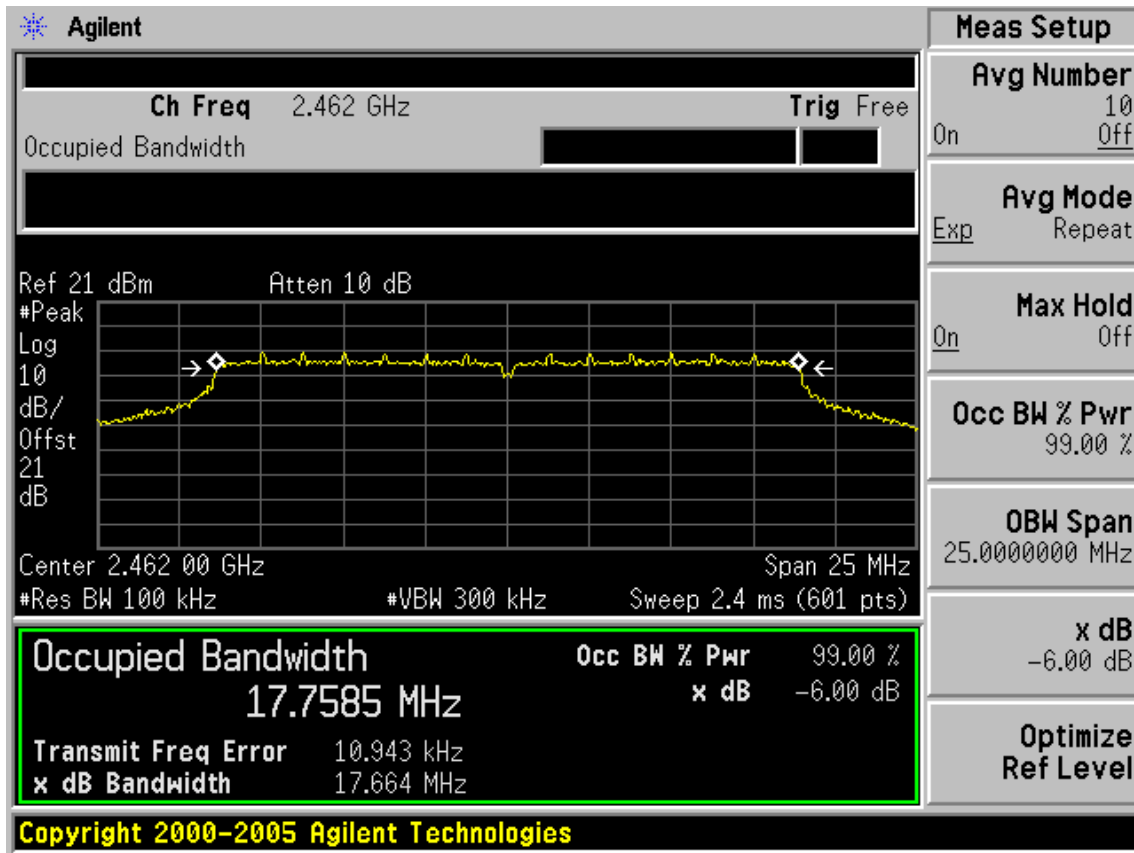 Agilent
Meas Setup
Ch Freq 2.462 GHz Trig Free
Occupied Bandwidth
Avg Number
10
On Off
Avg Mode
Exp Repeat
Max Hold
On Off
Occ BW % Pwr
99.00 %
OBW Span
25.0000000 MHz
x dB
-6.00 dB
Optimize
Ref Level
Ref 21 dBm Atten 10 dB
#Peak
Log
10
dB/
Offst
21
dB
Center 2.462 00 GHz Span 25 MHz
#Res BW 100 kHz #VBW 300 kHz Sweep 2.4 ms (601 pts)
Occupied Bandwidth Occ BW % Pwr 99.00 %
17.7585 MHz x dB -6.00 dB
Transmit Freq Error 10.943 kHz
x dB Bandwidth 17.664 MHz
Copyright 2000-2005 Agilent Technologies